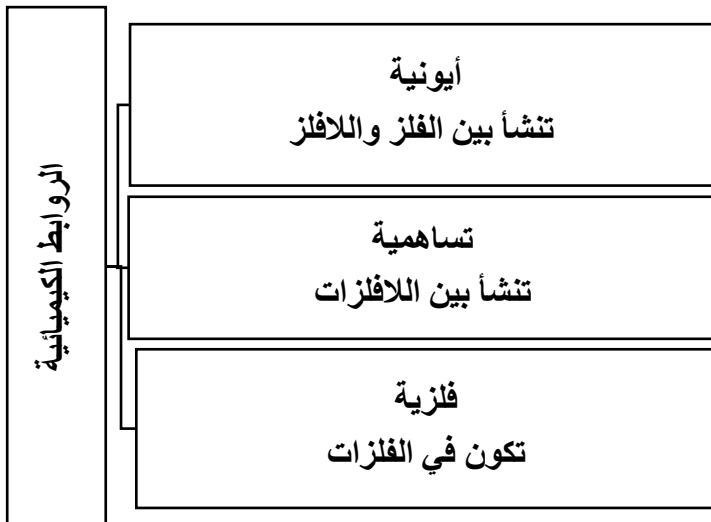 الروابط الكيميائية
أيونية
تنشأ بين الفلز واللافلز
تساهمية
تنشأ بين اللافلزات
فلزية
تكون في الفلزات